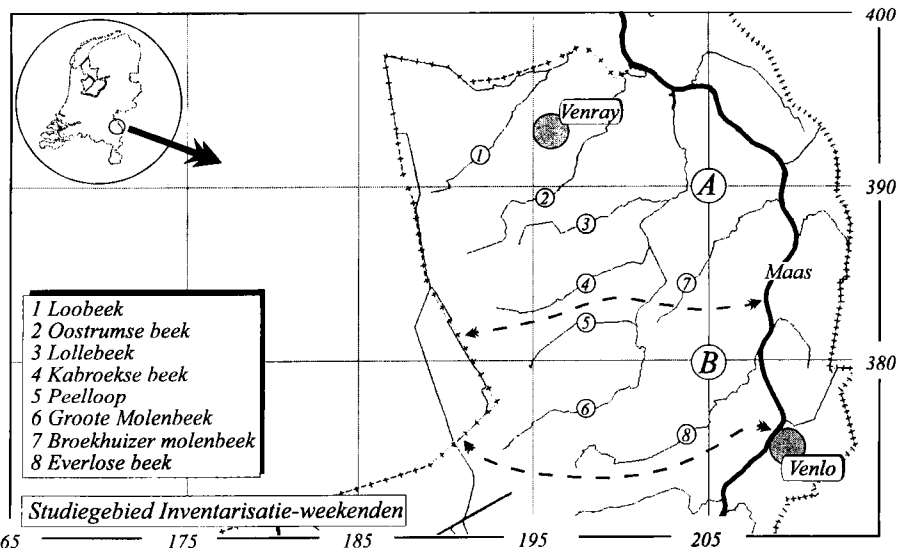 400
Venray
1
390
2
A
3
Maas
4
7
5
1 Loobeek
2 Oostrumse beek
3 Lollebeek
4 Kabroekse beek
5 Peelloop
6 Groote Molenbeek
7 Broekhuizer molenbeek
8 Everlose beek
B
380
6
8
Venlo
Studiegebied Inventarisatie-weekenden
65
175
185
195
205